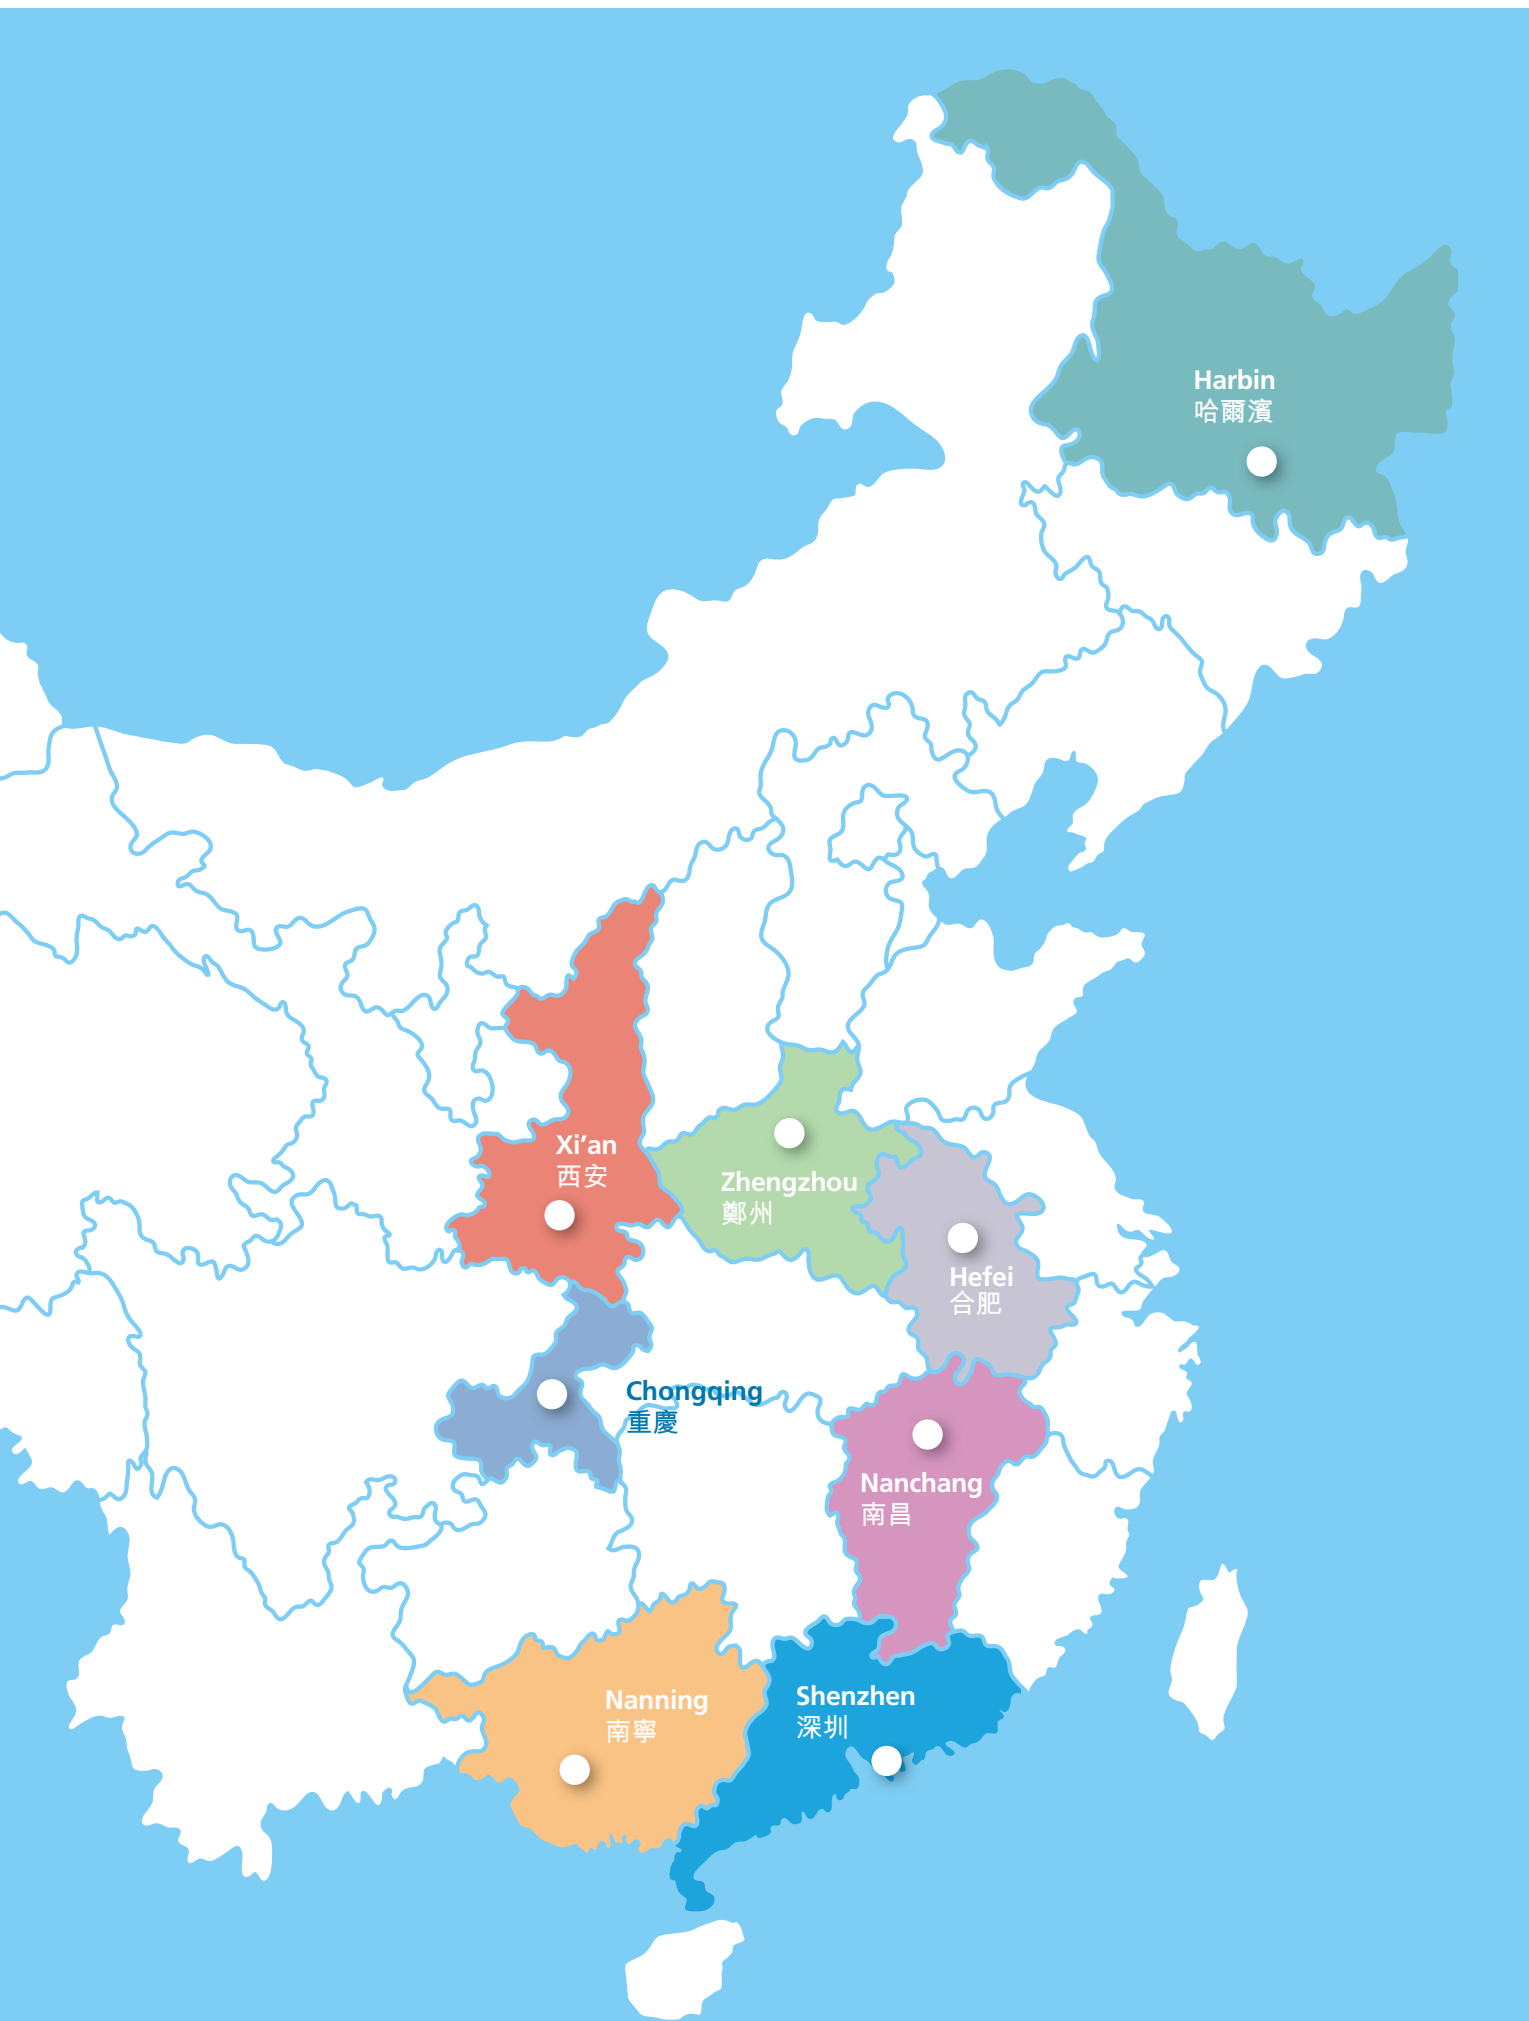 Harbin
哈爾濱
Xi’an
西安
Zhengzhou
鄭州
Hefei
合肥
Chongqing
重慶
Nanchang
南昌
Nanning
南寧
Shenzhen
深圳